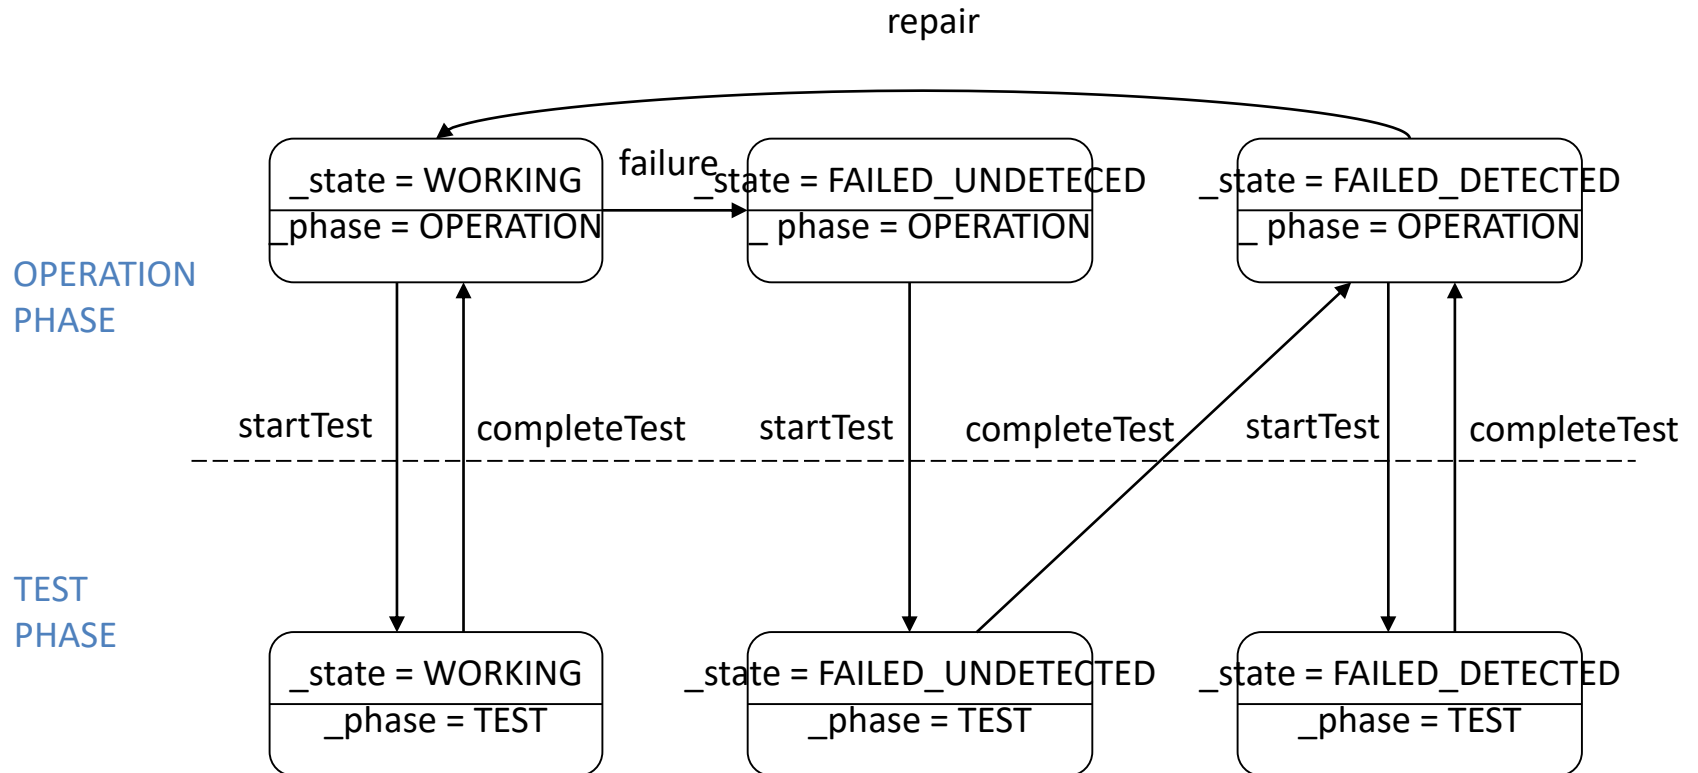 repair
_state = WORKING
failure
_state = FAILED_UNDETECED
_state = FAILED_DETECTED
_phase = OPERATION
_ phase = OPERATION
_ phase = OPERATION
OPERATION
PHASE
startTest
completeTest
startTest
completeTest
startTest
completeTest
TEST
PHASE
_state = WORKING
_state = FAILED_UNDETECTED
_state = FAILED_DETECTED
_phase = TEST
_phase = TEST
_phase = TEST